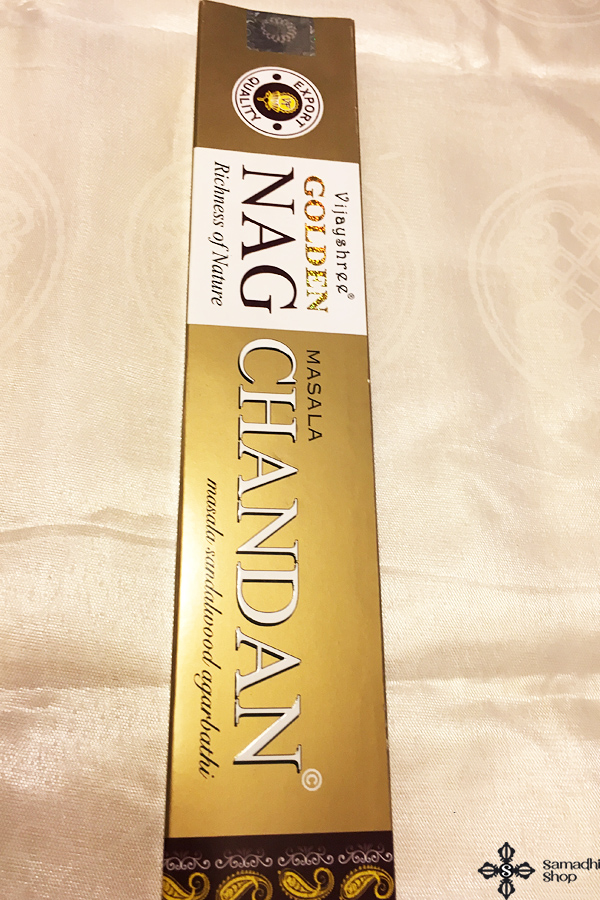 EXPORT
QUALITY
Vijayshree®
GOLDEN
NAG
Richness of Nature
MASALA
CHANDAN©
masala sandalwood agarbathi
samadhi
shop